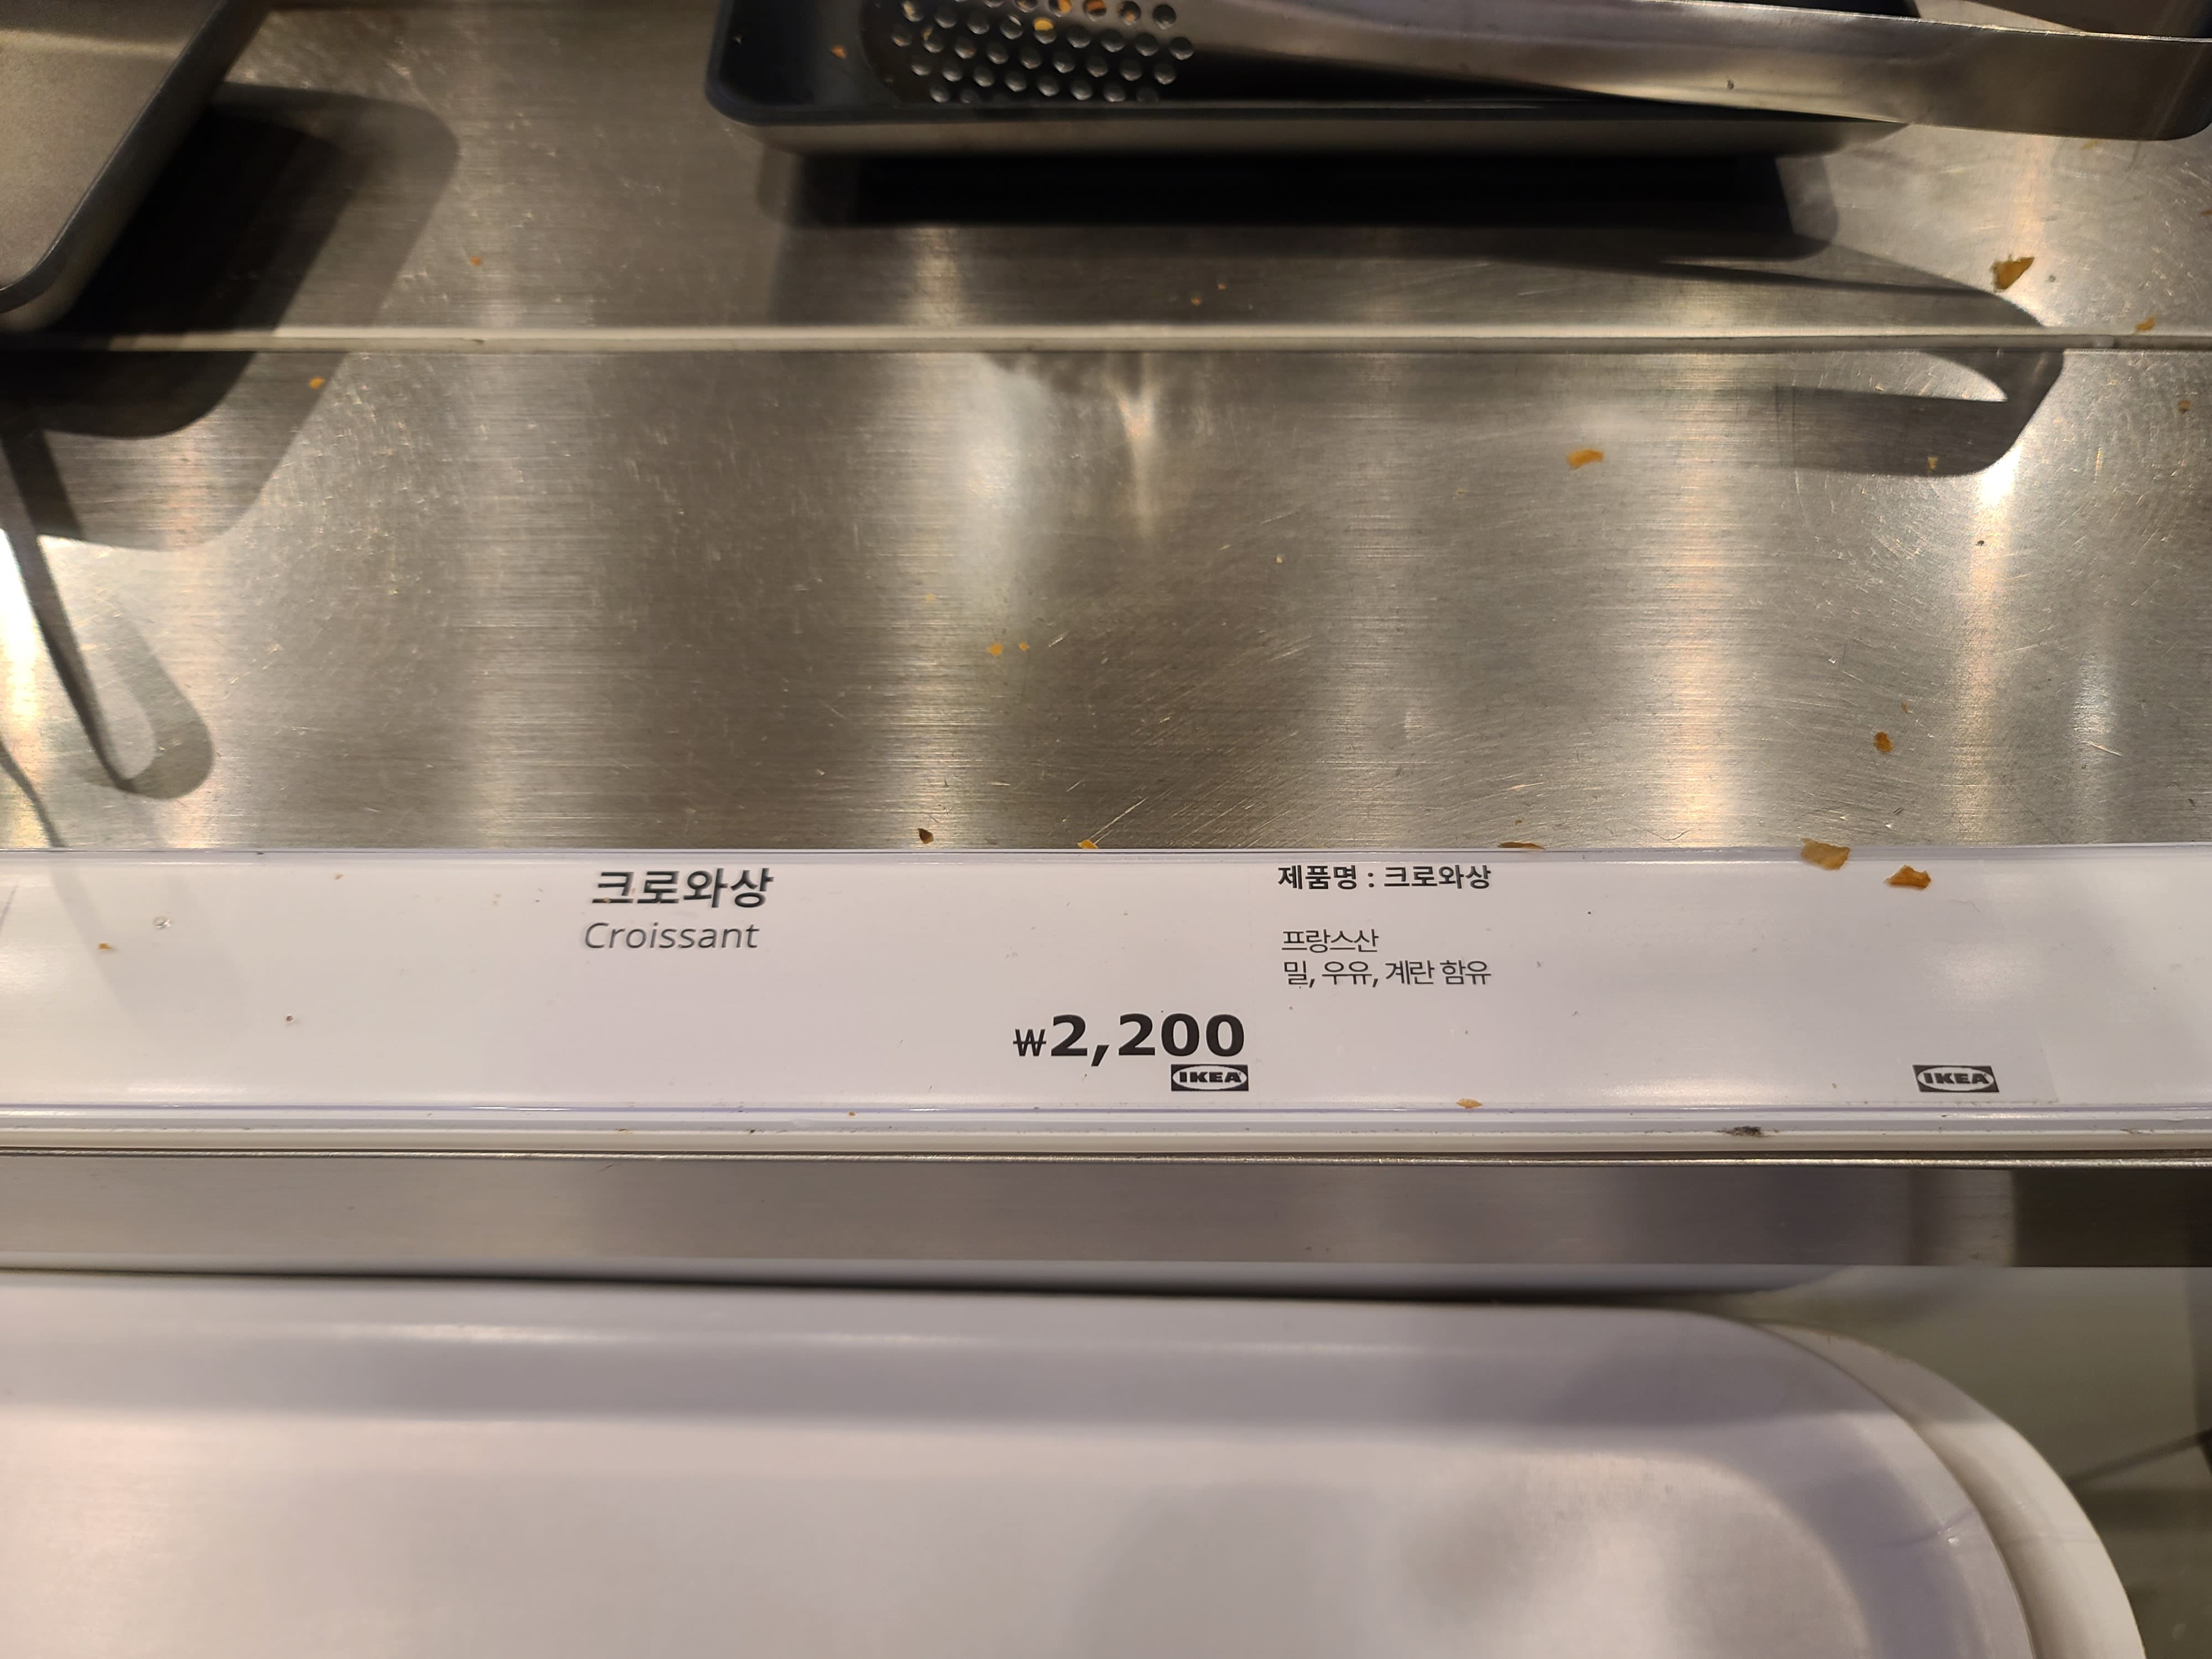 크로와상
Croissant
₩2,200
IKEA
제품명 : 크로와상
프랑스산
밀, 우유, 계란 함유
IKEA